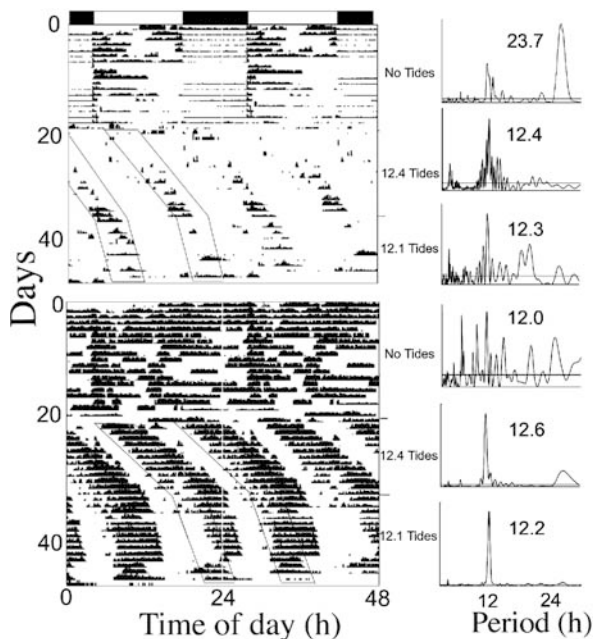 0
20
40
Days
0
20
40
0
24
48
Time of day (h)
No Tides
12.4 Tides
12.1 Tides
No Tides
12.4 Tides
12.1 Tides
23.7
12.4
12.3
12.0
12.6
12.2
12
24
Period (h)